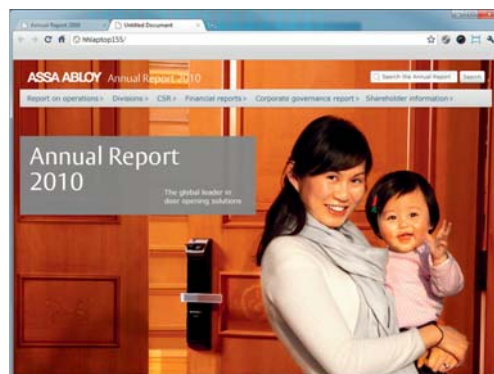 Annual Report 2010
Untitled Document
hhlaptop155/
ASSA ABLOY Annual Report 2010
Search the Annual Report Search
Report on operations Divisions CSR Financial reports Corporate governance report Shareholder information
Annual Report
2010
The global leader in
door opening solutions